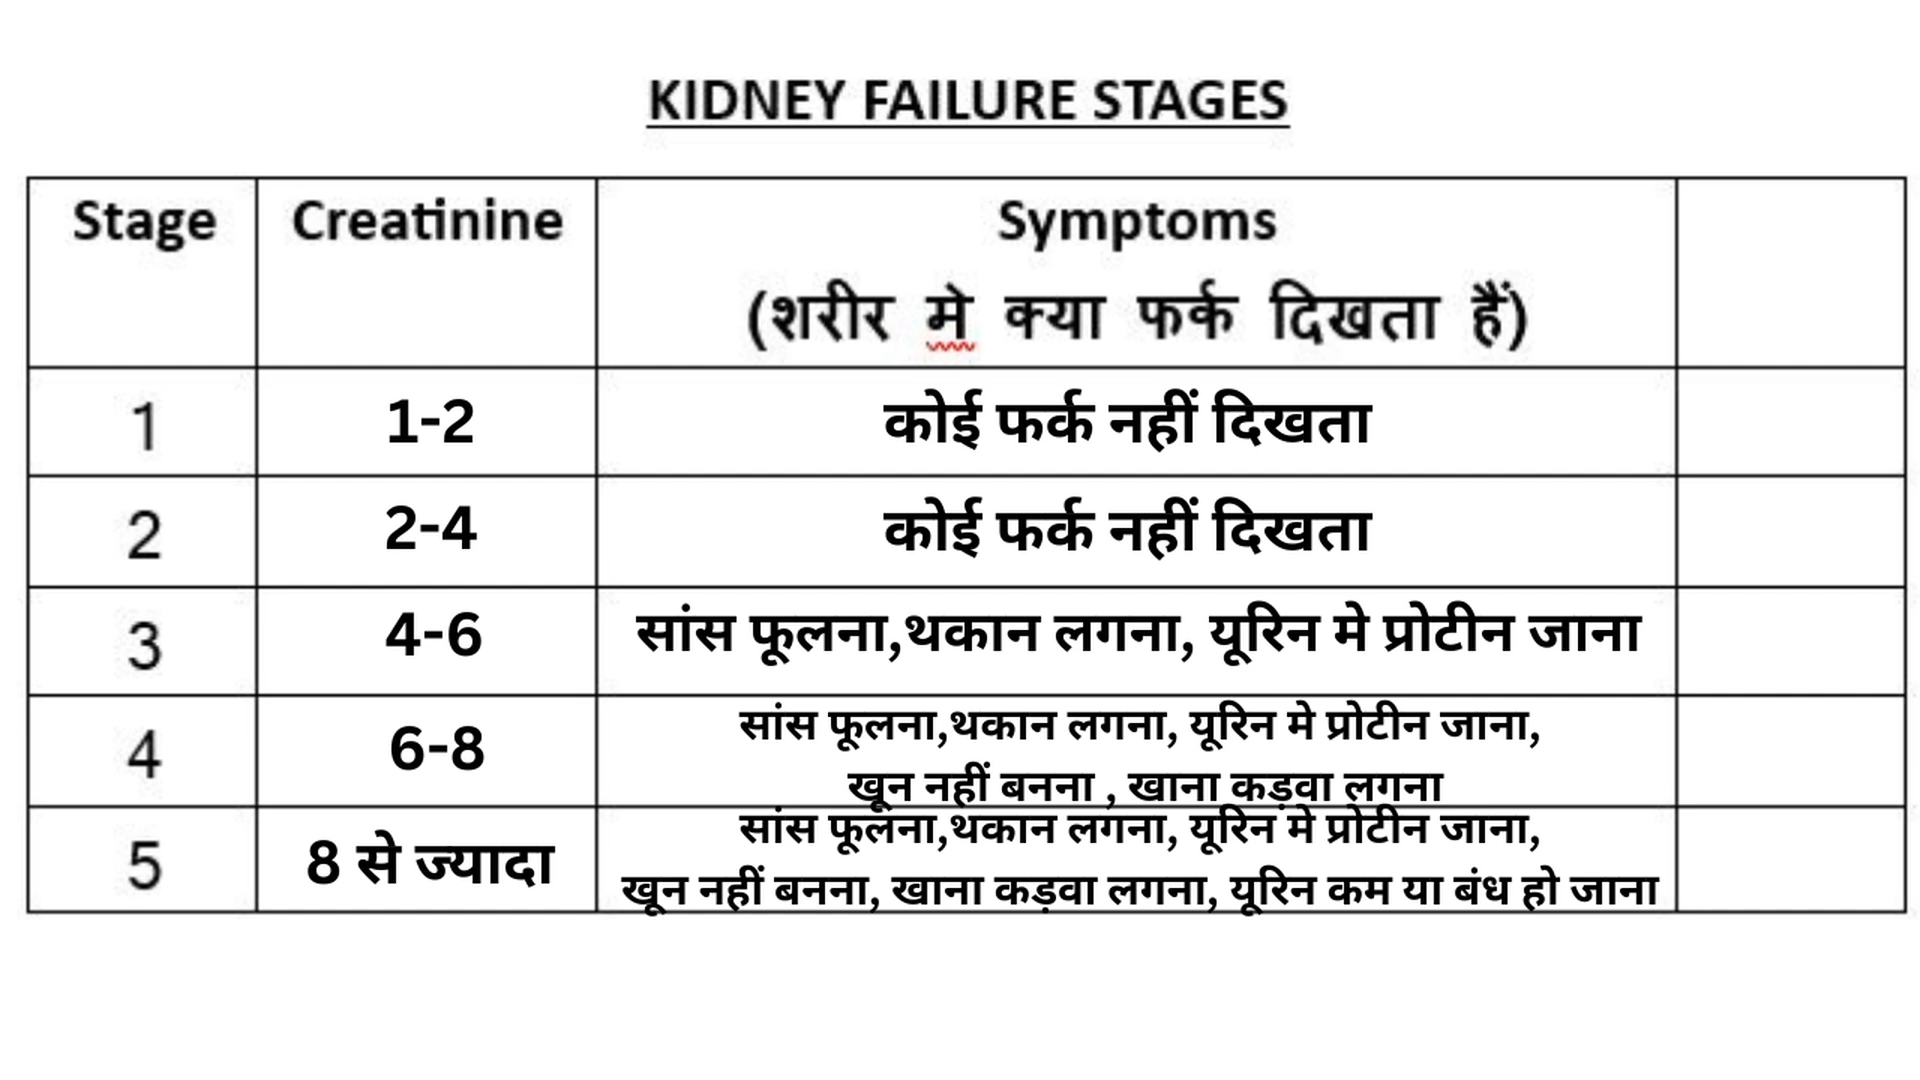 KIDNEY FAILURE STAGES
Stage Creatinine Symptoms
(शरीर मे क्या फर्क दिखता हैं)
1 1-2 कोई फर्क नहीं दिखता
2 2-4 कोई फर्क नहीं दिखता
3 4-6 सांस फूलना,थकान लगना, यूरिन मे प्रोटीन जाना
4 6-8 सांस फूलना,थकान लगना, यूरिन मे प्रोटीन जाना,
खून नहीं बनना , खाना कड़वा लगना
5 8 से ज्यादा सांस फूलना,थकान लगना, यूरिन मे प्रोटीन जाना,
खून नहीं बनना, खाना कड़वा लगना, यूरिन कम या बंध हो जाना